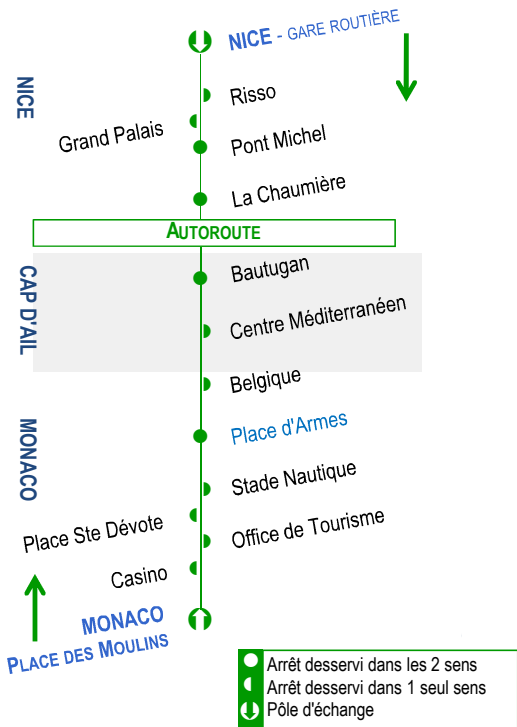 NICE - GARE ROUTIÈRE
NICE
Risso
Grand Palais
Pont Michel
La Chaumière
AUTOROUTE
CAP D'AIL
Bautugan
Centre Méditerranéen
Belgique
MONACO
Place d'Armes
Stade Nautique
Place Ste Dévote
Office de Tourisme
Casino
MONACO
PLACE DES MOULINS
Arrêt desservi dans les 2 sens
Arrêt desservi dans 1 seul sens
Pôle d'échange